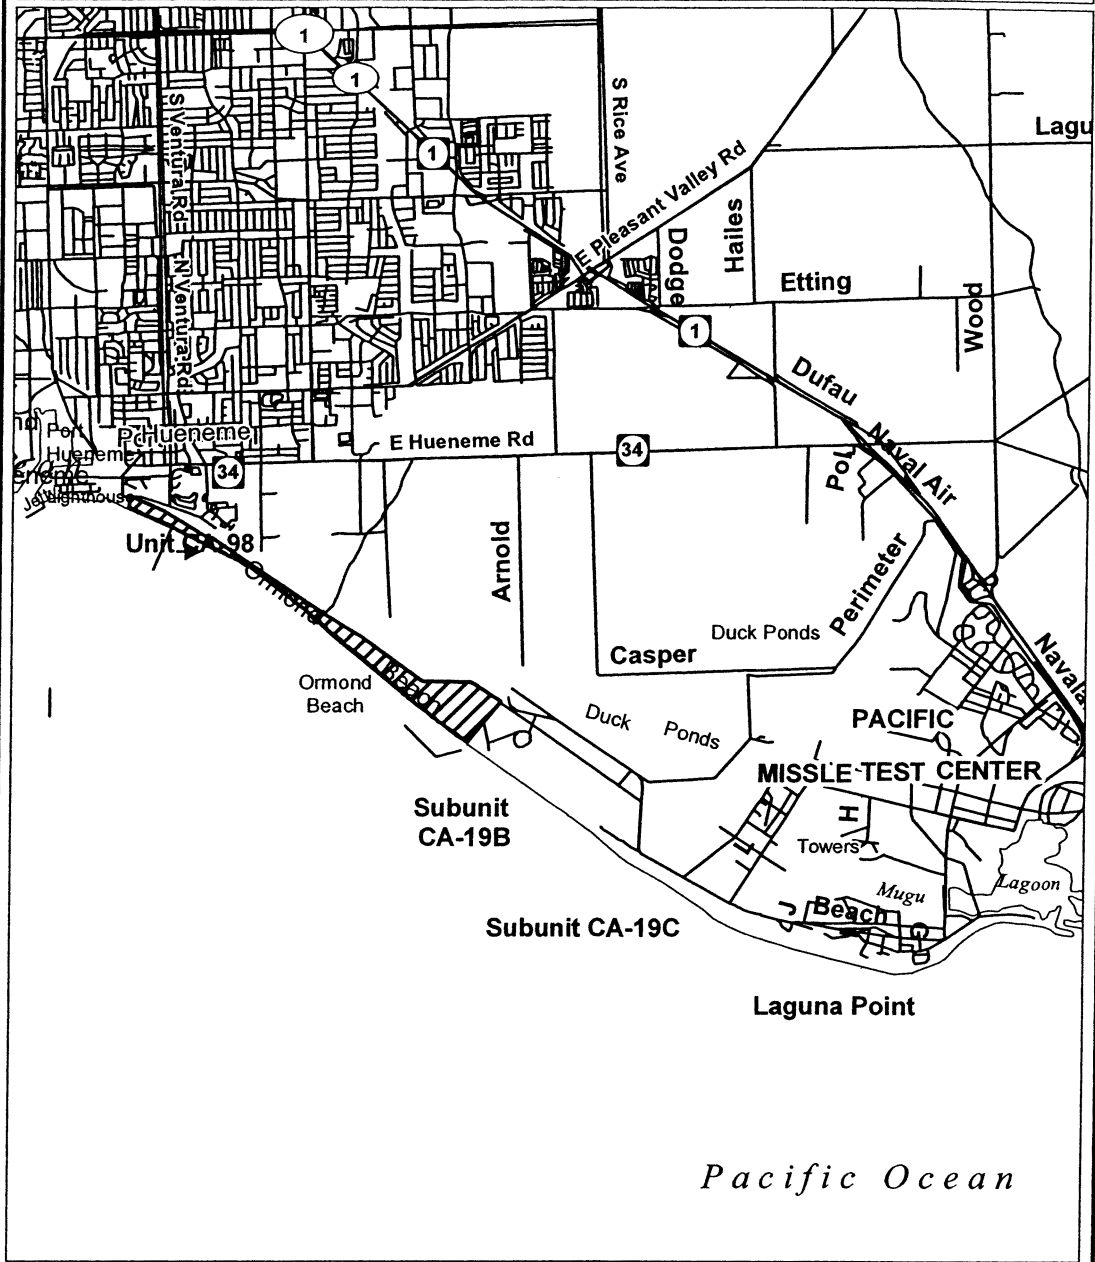 1
1
1
S Rice Ave
Lagu
S Ventura Rd
E Pleasant Valley Rd
Hailes
Dodge
Etting
Wood
N Ventura Rd
1
Dufau
Port
Hueneme
Hueneme
E Hueneme Rd
34
34
Naval Air
eneme
Lighthouse
Unit CA-98
Arnold
Perimeter
Ormond
Beach
Duck Ponds
Casper
Ormond
Beach
Duck Ponds
PACIFIC
MISSLE TEST CENTER
Subunit
CA-19B
H
Towers
Mugu
Lagoon
J
Beach
G
D
Subunit CA-19C
Laguna Point
Pacific Ocean